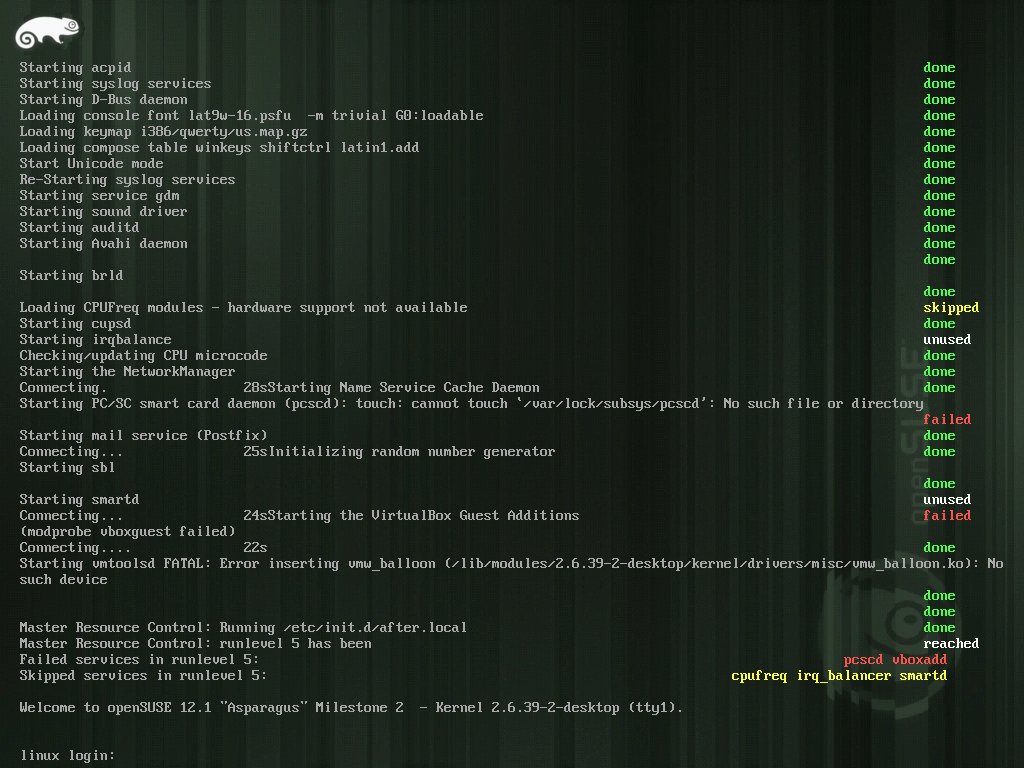 Starting acpid done
Starting syslog services done
Starting D-Bus daemon done
Loading console font lat9w-16.psfu  -m trivial G0:loadable done
Loading keymap i386/qwerty/us.map.gz done
Loading compose table winkeys shiftctrl latin1.add done
Start Unicode mode done
Re-Starting syslog services done
Starting service gdm done
Starting sound driver done
Starting auditd done
Starting Avahi daemon done
done
Starting brld
done
Loading CPUFreq modules - hardware support not available skipped
Starting cupsd done
Starting irqbalance unused
Checking/updating CPU microcode done
Starting the NetworkManager done
Connecting. 28sStarting Name Service Cache Daemon done
Starting PC/SC smart card daemon (pcscd): touch: cannot touch `/var/lock/subsys/pcscd': No such file or directory
failed
Starting mail service (Postfix) done
Connecting... 25sInitializing random number generator done
Starting sbl
done
Starting smartd unused
Connecting... 24sStarting the VirtualBox Guest Additions failed
(modprobe vboxguest failed)
Connecting.... 22s done
Starting vmtoolsd FATAL: Error inserting vmw_balloon (/lib/modules/2.6.39-2-desktop/kernel/drivers/misc/vmw_balloon.ko): No
such device
done
done
Master Resource Control: Running /etc/init.d/after.local done
Master Resource Control: runlevel 5 has been reached
Failed services in runlevel 5: pcscd vboxadd
Skipped services in runlevel 5: cpufreq irq_balancer smartd
Welcome to openSUSE 12.1 "Asparagus" Milestone 2  - Kernel 2.6.39-2-desktop (tty1).
linux login:
openSUSE